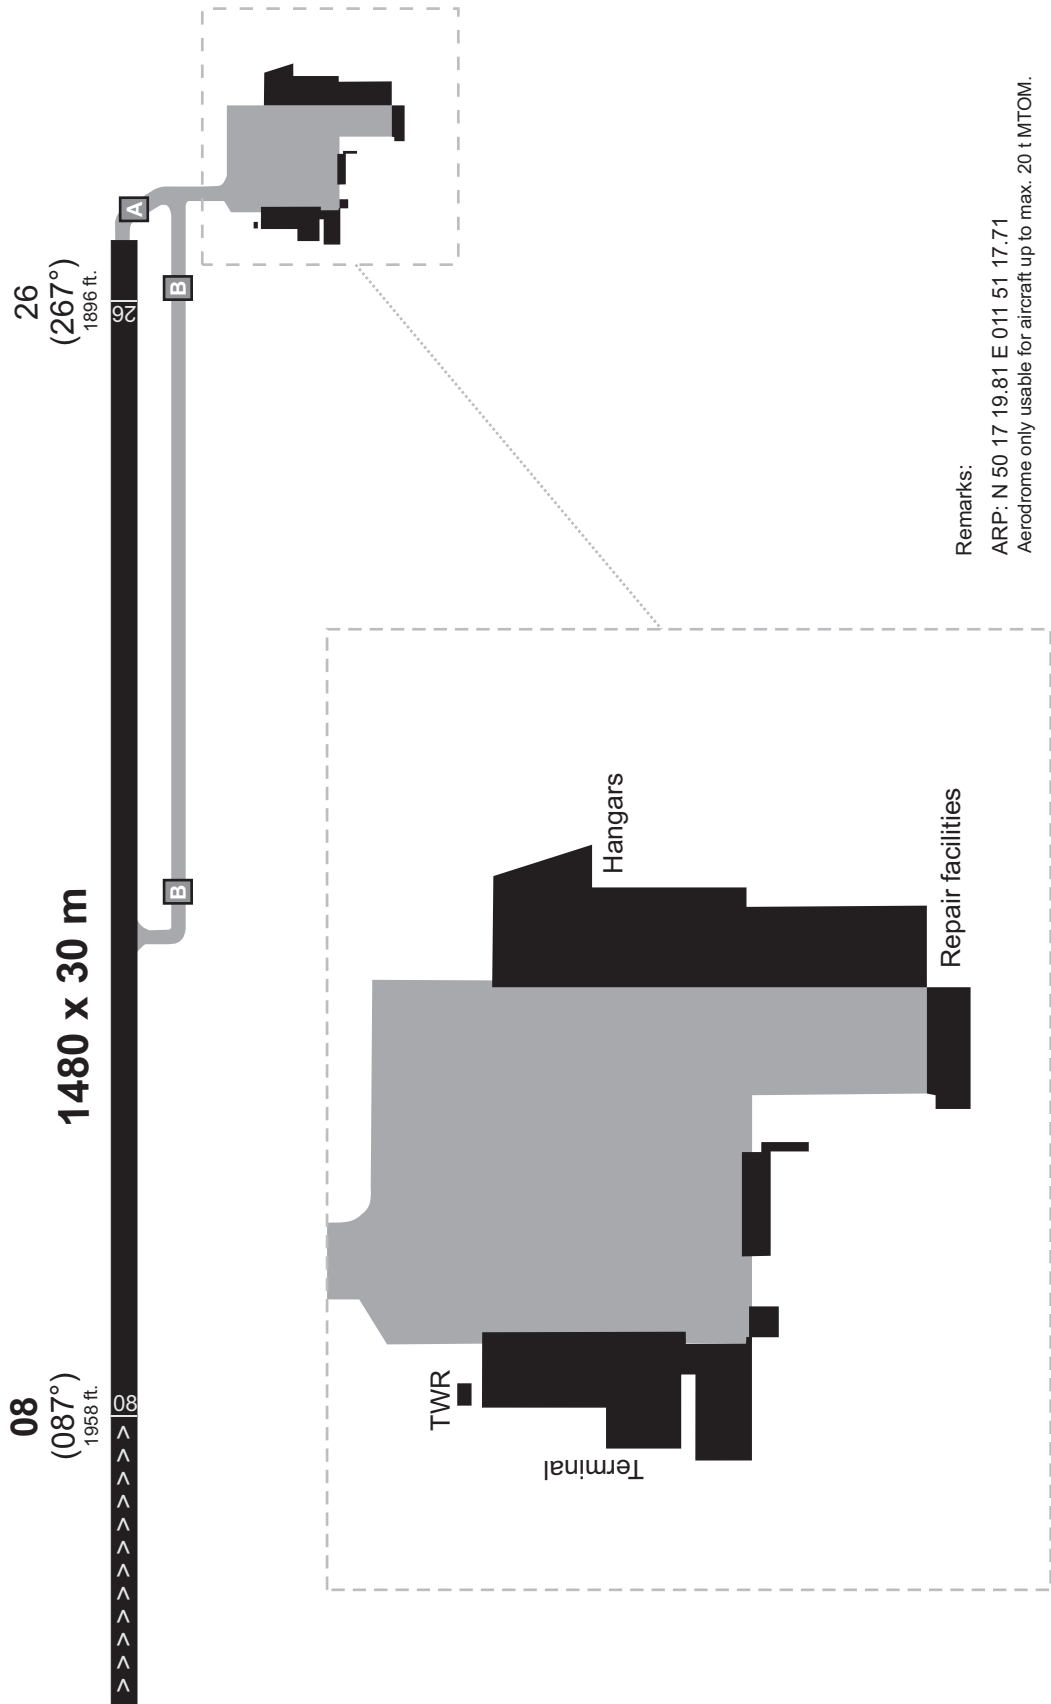 08
(087°)
1958 ft.
1480 x 30 m
26
(267°)
1896 ft.
< < < < < < < < < < < <
08
26
A
B
B
TWR
Terminal
Hangars
Repair facilities
Remarks:
ARP: N 50 17 19.81 E 011 51 17.71
Aerodrome only usable for aircraft up to max. 20 t MTOM.